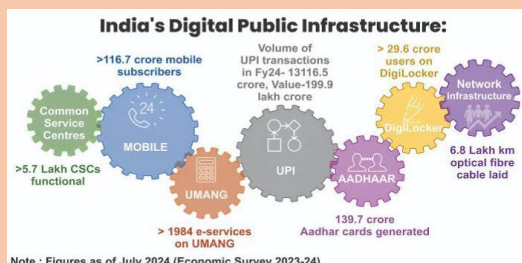 India's Digital Public Infrastructure:
>116.7 crore mobile
subscribers
Volume of
UPI transactions
in Fy24- 13116.5
crore, Value-199.9
lakh crore
> 29.6 crore
users on
DigiLocker
Network
infrastructure
Common
Service
Centres
24
MOBILE
UMANG
UPI
AADHAAR
DigiLocker
>5.7 Lakh CSCs
functional
> 1984 e-services
on UMANG
139.7 crore
Aadhar cards generated
6.8 Lakh km
optical fibre
cable laid
Note : Figures as of July 2024 (Economic Survey 2023-24)